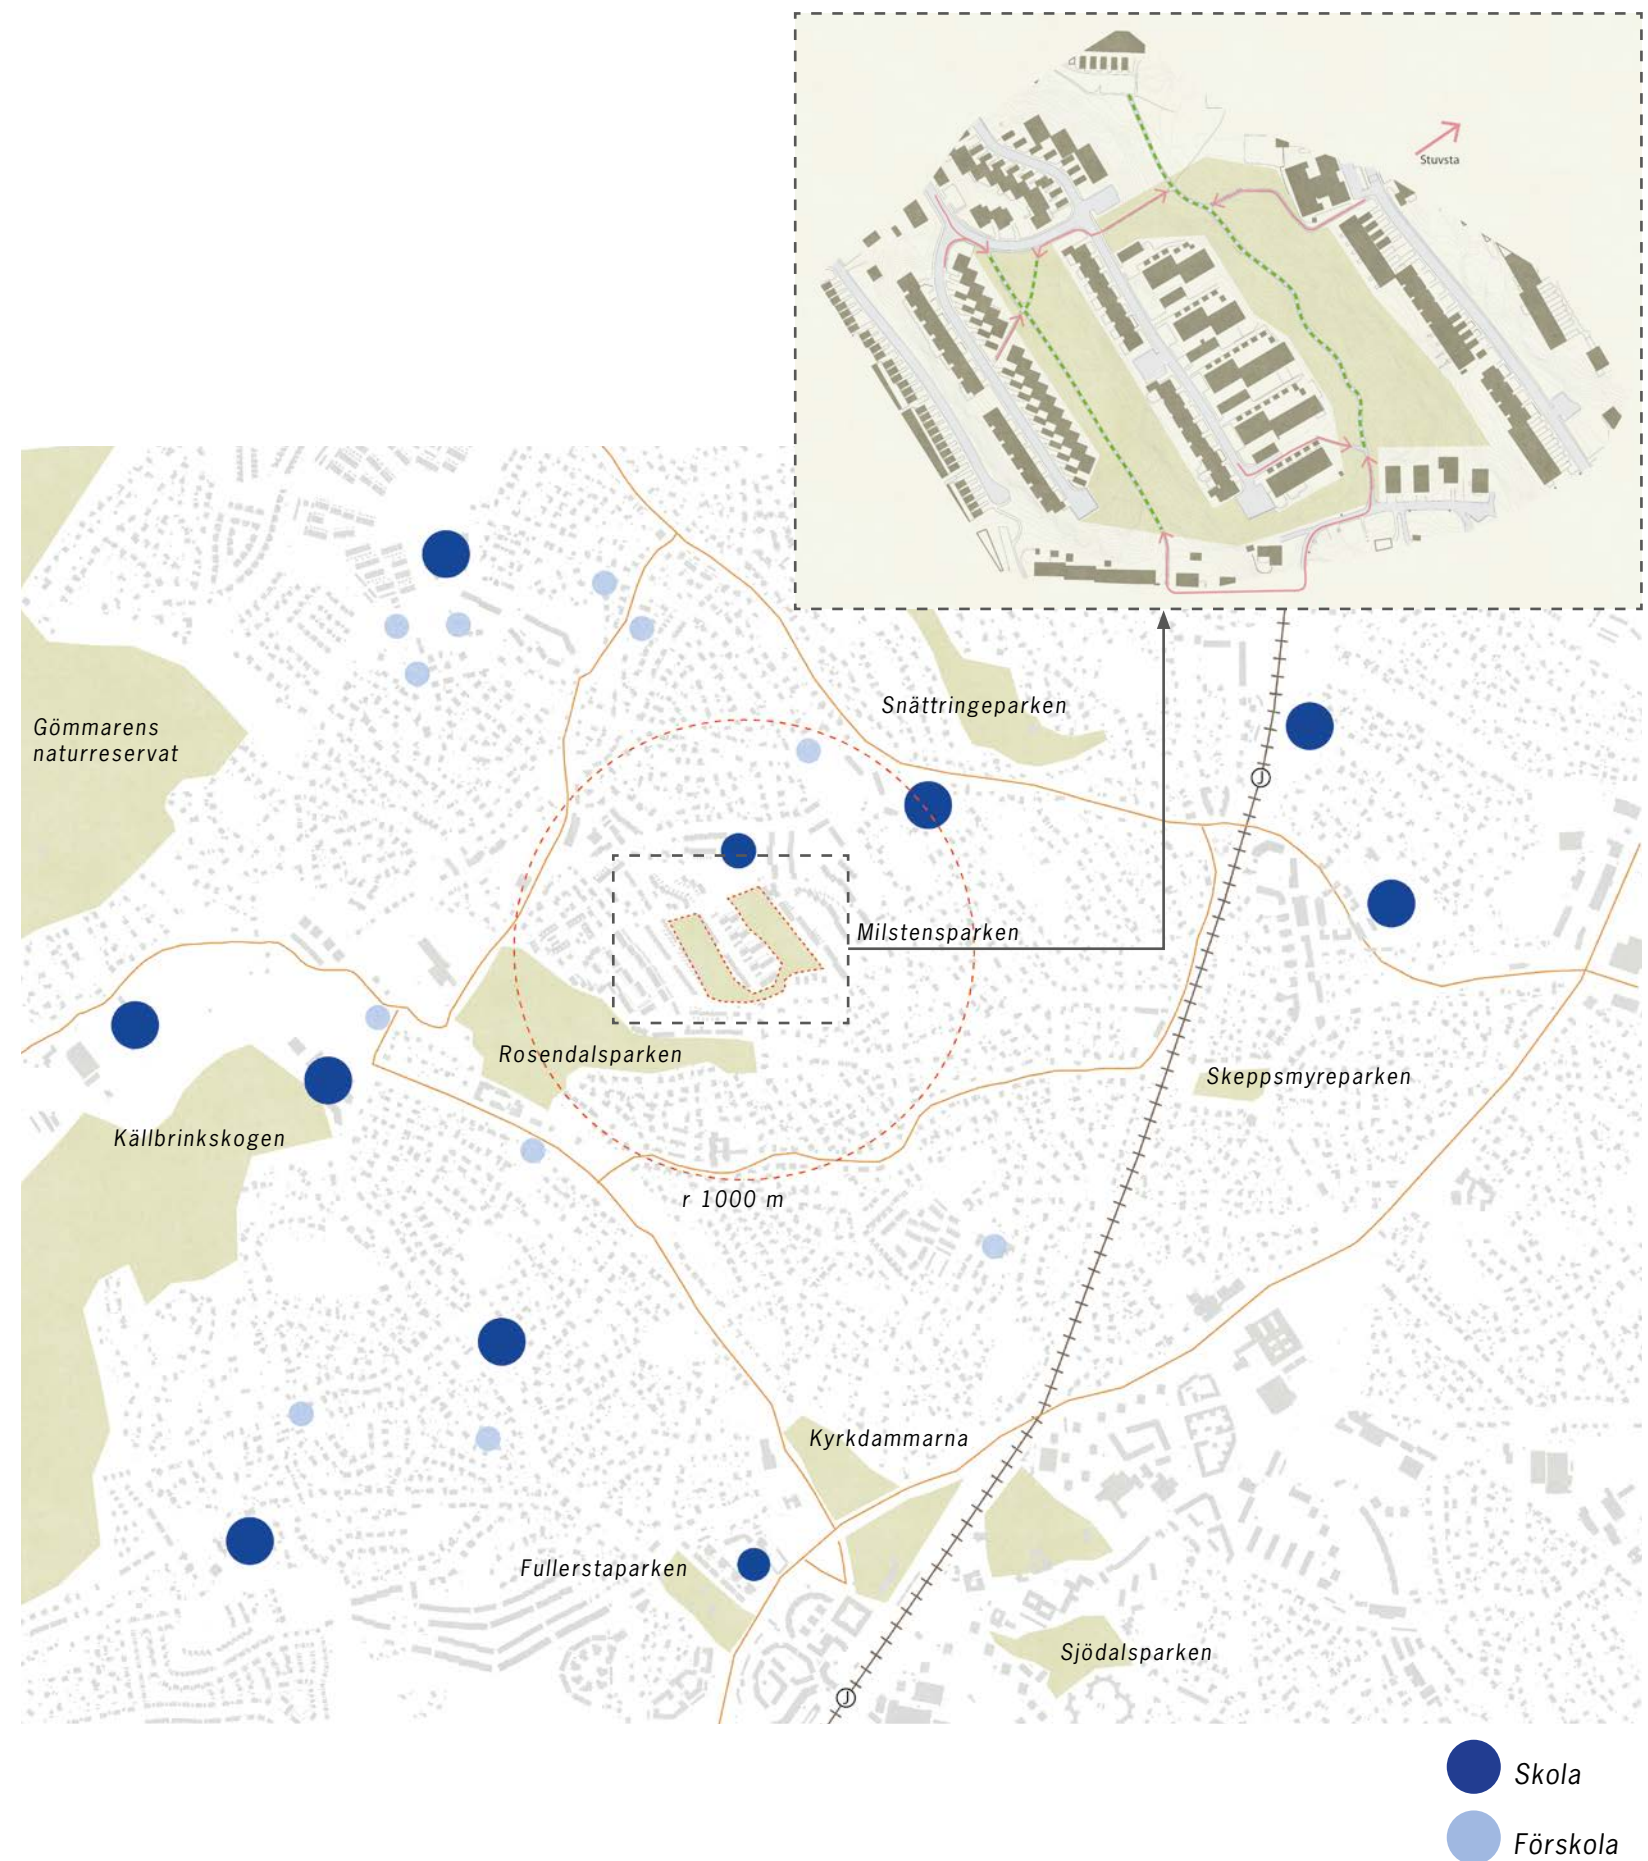 Stuvsta
Snättringeparken
Gömmarens
naturreservat
J
Milstensparken
Rosendalsparken
Skeppsmyreparken
Källbrinkskogen
r 1000 m
Kyrkdammarna
Fullerstaparken
Sjödalsparken
J
Skola
Förskola